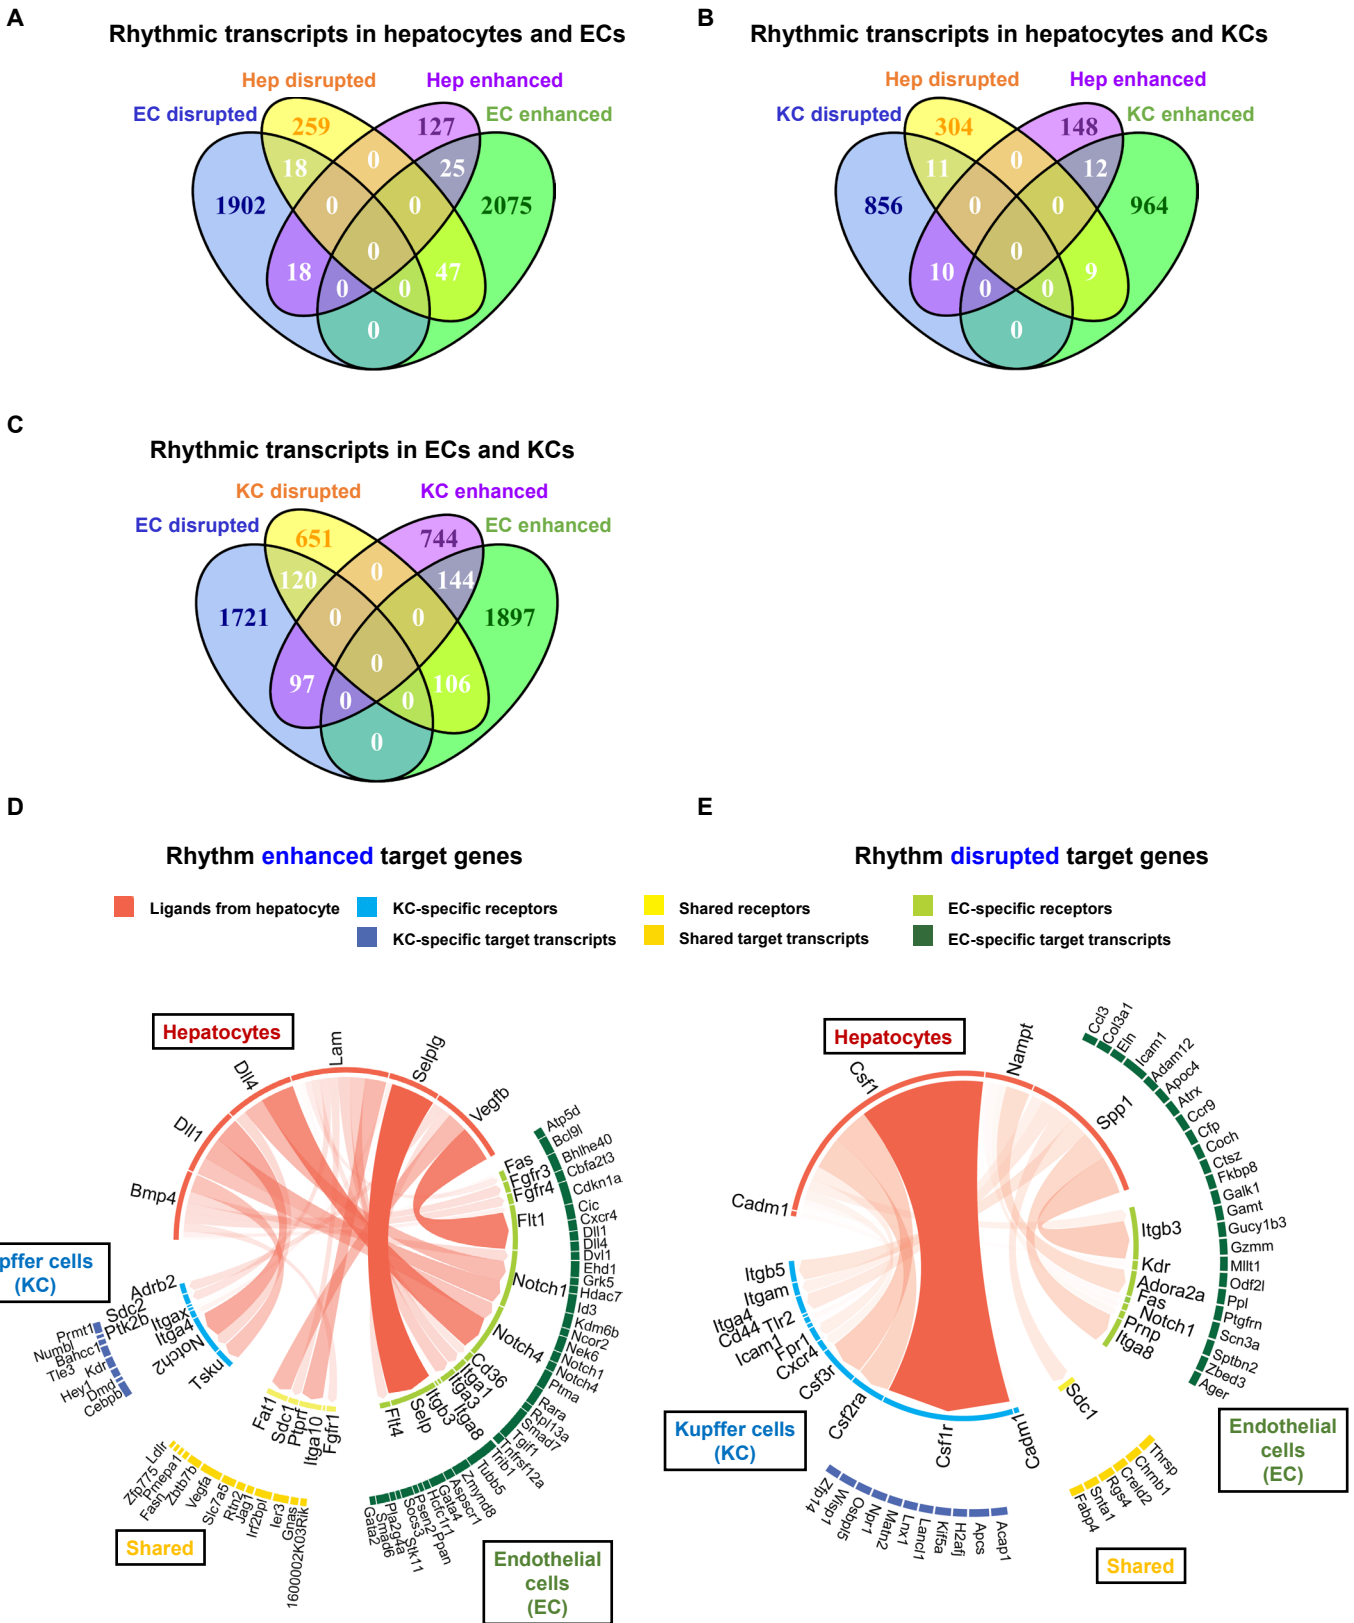 A
Rhythmic transcripts in hepatocytes and ECs
Hep disrupted
Hep enhanced
EC disrupted
EC enhanced
259
127
0
18
25
1902
0
0
2075
0
18
47
0
0
0
B
Rhythmic transcripts in hepatocytes and KCs
Hep disrupted
Hep enhanced
KC disrupted
KC enhanced
304
148
0
11
12
856
0
0
964
0
10
9
0
0
0
C
Rhythmic transcripts in ECs and KCs
KC disrupted
KC enhanced
EC disrupted
EC enhanced
651
744
0
120
144
1721
0
0
1897
0
97
106
0
0
0
D
Rhythm enhanced target genes
E
Rhythm disrupted target genes
Ligands from hepatocyte
KC-specific receptors
Shared receptors
EC-specific receptors
KC-specific target transcripts
Shared target transcripts
EC-specific target transcripts
Hepatocytes
Bmp4
Dll1
Dll4
Lam
Selplg
Vegfb
Fas
Fgfr3
Fgfr4
Flt1
Notch1
Notch4
Cd36
Itga1
Itga3
Itga8
Itgb3
Selp
Flt4
Fgfr1
Itga10
Ptprf
Sdc1
Fat1
Tsku
Notch2
Itga4
Itgax
Ptk2b
Sdc2
Adrb2
pffer cells
(KC)
Prmt1
Numbl
Bahcc1
Tle3
Kdr
Hey1
Dmd
Cebpb
Ldlr
Zfp775
Pmepa1
Fasn
Zbtb7b
Vegfa
Slc7a5
Rtn2
Jag1
Irf2bpl
Ier3
Gnas
1600002K03Rik
Shared
Atp5d
Bcl9l
Bhlhe40
Cbfa2t3
Cdkn1a
Cic
Cxcr4
Dll1
Dll4
Dvl1
Ehd1
Grk5
Hdac7
Id3
Kdm6b
Ncor2
Nek6
Notch1
Notch4
Ptma
Rara
Rpl13a
Smad7
Tgif1
Tnfrsf12a
Trib1
Tubb5
Zmynd8
Aspscr1
Gata4
Hcfc1r1
Ppan
Psen2
Stk11
Socs3
Pla2g4a
Smad6
Gata2
Endothelial
cells
(EC)
Hepatocytes
Cadm1
Csf1
Nampt
Spp1
Itgb3
Kdr
Adora2a
Fas
Notch1
Prnp
Itga8
Sdc1
Cadm1
Csf1r
Csf2ra
Csf3r
Cxcr4
Fpr1
Icam1
Tlr2
Cd44
Itga4
Itgam
Itgb5
Kupffer cells
(KC)
Zfp14
Wisp1
Osbpl5
Npr1
Matn2
Lnx1
Lancl1
Kif5a
H2afj
Apcs
Acap1
Ccl3
Col3a1
Eln
Icam1
Adam12
Apoc4
Atrx
Ccr9
Cfp
Coch
Ctsz
Fkbp8
Galk1
Gamt
Gucy1b3
Gzmm
Mllt1
Odf2l
Ppl
Ptgfrn
Scn3a
Sptbn2
Zbed3
Ager
Endothelial
cells
(EC)
Thrsp
Chrnb1
Creld2
Rgs4
Snta1
Fabp4
Shared